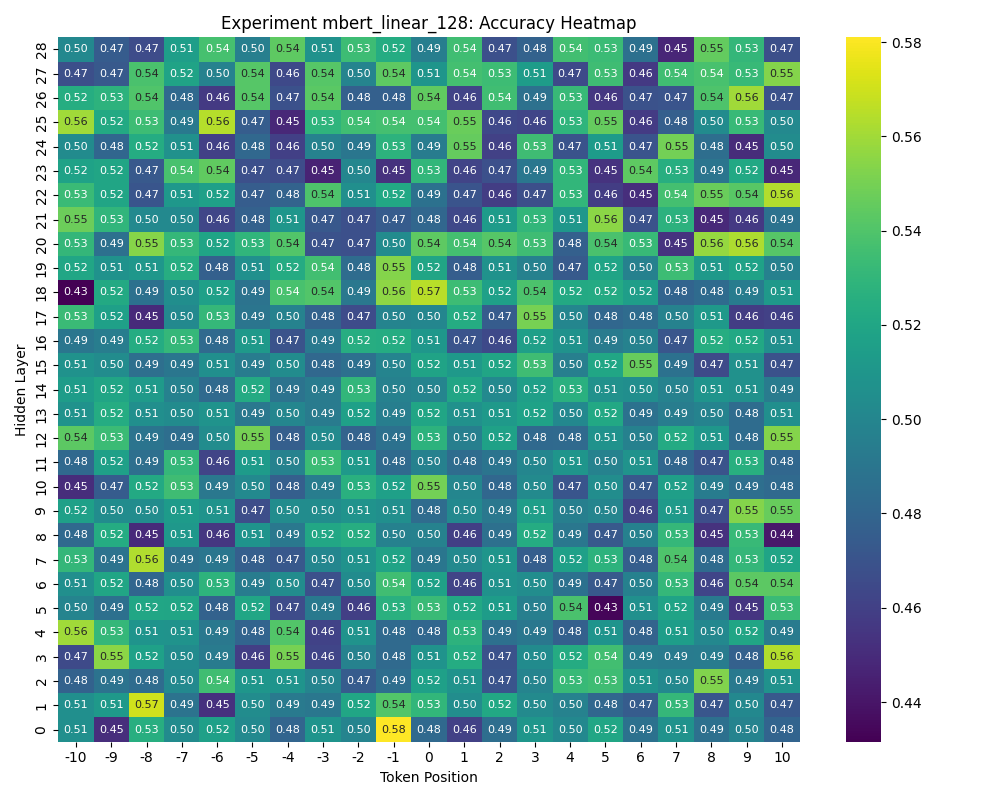 Experiment mbert_linear_128: Accuracy Heatmap
Hidden Layer
28 0.50 0.47 0.47 0.51 0.54 0.50 0.54 0.51 0.53 0.52 0.49 0.54 0.47 0.48 0.54 0.53 0.49 0.45 0.55 0.53 0.47
27 0.47 0.47 0.54 0.52 0.50 0.54 0.46 0.54 0.50 0.54 0.51 0.54 0.53 0.51 0.47 0.53 0.46 0.54 0.54 0.53 0.55
26 0.52 0.53 0.54 0.48 0.46 0.54 0.47 0.54 0.48 0.48 0.54 0.46 0.54 0.49 0.53 0.46 0.47 0.47 0.54 0.56 0.47
25 0.56 0.52 0.53 0.49 0.56 0.47 0.45 0.53 0.54 0.54 0.54 0.55 0.46 0.46 0.53 0.55 0.46 0.48 0.50 0.53 0.50
24 0.50 0.48 0.52 0.51 0.46 0.48 0.46 0.50 0.49 0.53 0.49 0.55 0.46 0.53 0.47 0.51 0.47 0.55 0.48 0.45 0.50
23 0.52 0.52 0.47 0.54 0.54 0.47 0.47 0.45 0.50 0.45 0.53 0.46 0.47 0.49 0.53 0.45 0.54 0.53 0.49 0.52 0.45
22 0.53 0.52 0.47 0.51 0.52 0.47 0.48 0.54 0.51 0.52 0.49 0.47 0.46 0.47 0.53 0.46 0.45 0.54 0.55 0.54 0.56
21 0.55 0.53 0.50 0.50 0.46 0.48 0.51 0.47 0.47 0.47 0.48 0.46 0.51 0.53 0.51 0.56 0.47 0.53 0.45 0.46 0.49
20 0.53 0.49 0.55 0.53 0.52 0.53 0.54 0.47 0.47 0.50 0.54 0.54 0.54 0.53 0.48 0.54 0.53 0.45 0.56 0.56 0.54
19 0.52 0.51 0.51 0.52 0.48 0.51 0.52 0.54 0.48 0.55 0.52 0.48 0.51 0.50 0.47 0.52 0.50 0.53 0.51 0.52 0.50
18 0.43 0.52 0.49 0.50 0.52 0.49 0.54 0.54 0.49 0.56 0.57 0.53 0.52 0.54 0.52 0.52 0.52 0.48 0.48 0.49 0.51
17 0.53 0.52 0.45 0.50 0.53 0.49 0.50 0.48 0.47 0.50 0.50 0.52 0.47 0.55 0.50 0.48 0.48 0.50 0.51 0.46 0.46
16 0.49 0.49 0.52 0.53 0.48 0.51 0.47 0.49 0.52 0.52 0.51 0.47 0.46 0.52 0.51 0.49 0.50 0.47 0.52 0.52 0.51
15 0.51 0.50 0.49 0.49 0.51 0.49 0.50 0.48 0.49 0.50 0.52 0.51 0.52 0.53 0.50 0.52 0.55 0.49 0.47 0.51 0.47
14 0.51 0.52 0.51 0.50 0.48 0.52 0.49 0.49 0.53 0.50 0.50 0.52 0.50 0.52 0.53 0.51 0.50 0.50 0.51 0.51 0.49
13 0.51 0.52 0.51 0.50 0.51 0.49 0.50 0.49 0.52 0.49 0.52 0.51 0.51 0.52 0.50 0.52 0.49 0.49 0.50 0.48 0.51
12 0.54 0.53 0.49 0.49 0.50 0.55 0.48 0.50 0.48 0.49 0.53 0.50 0.52 0.48 0.48 0.51 0.50 0.52 0.51 0.48 0.55
11 0.48 0.52 0.49 0.53 0.46 0.51 0.50 0.53 0.51 0.48 0.50 0.48 0.49 0.50 0.51 0.50 0.51 0.48 0.47 0.53 0.48
10 0.45 0.47 0.52 0.53 0.49 0.50 0.48 0.49 0.53 0.52 0.55 0.50 0.48 0.50 0.47 0.50 0.47 0.52 0.49 0.49 0.48
9 0.52 0.50 0.50 0.51 0.51 0.47 0.50 0.50 0.51 0.51 0.48 0.50 0.49 0.51 0.50 0.50 0.46 0.51 0.47 0.55 0.55
8 0.48 0.52 0.45 0.51 0.46 0.51 0.49 0.52 0.52 0.50 0.50 0.46 0.49 0.52 0.49 0.47 0.50 0.53 0.45 0.53 0.44
7 0.53 0.49 0.56 0.49 0.49 0.48 0.47 0.50 0.51 0.52 0.49 0.50 0.51 0.48 0.52 0.53 0.48 0.54 0.48 0.53 0.52
6 0.51 0.52 0.48 0.50 0.53 0.49 0.50 0.47 0.50 0.54 0.52 0.46 0.51 0.50 0.49 0.47 0.50 0.53 0.46 0.54 0.54
5 0.50 0.49 0.52 0.52 0.48 0.52 0.47 0.49 0.46 0.53 0.53 0.52 0.51 0.50 0.54 0.43 0.51 0.52 0.49 0.45 0.53
4 0.56 0.53 0.51 0.51 0.49 0.48 0.54 0.46 0.51 0.48 0.48 0.53 0.49 0.49 0.48 0.51 0.48 0.51 0.50 0.52 0.49
3 0.47 0.55 0.52 0.50 0.49 0.46 0.55 0.46 0.50 0.48 0.51 0.52 0.47 0.50 0.52 0.54 0.49 0.49 0.49 0.48 0.56
2 0.48 0.49 0.48 0.50 0.54 0.51 0.51 0.50 0.47 0.49 0.52 0.51 0.47 0.50 0.53 0.53 0.51 0.50 0.55 0.49 0.51
1 0.51 0.51 0.57 0.49 0.45 0.50 0.49 0.49 0.52 0.54 0.53 0.50 0.52 0.50 0.50 0.48 0.47 0.53 0.47 0.50 0.47
0 0.51 0.45 0.53 0.50 0.52 0.50 0.48 0.51 0.50 0.58 0.48 0.46 0.49 0.51 0.50 0.52 0.49 0.51 0.49 0.50 0.48
-10 -9 -8 -7 -6 -5 -4 -3 -2 -1 0 1 2 3 4 5 6 7 8 9 10
Token Position
0.58
0.56
0.54
0.52
0.50
0.48
0.46
0.44